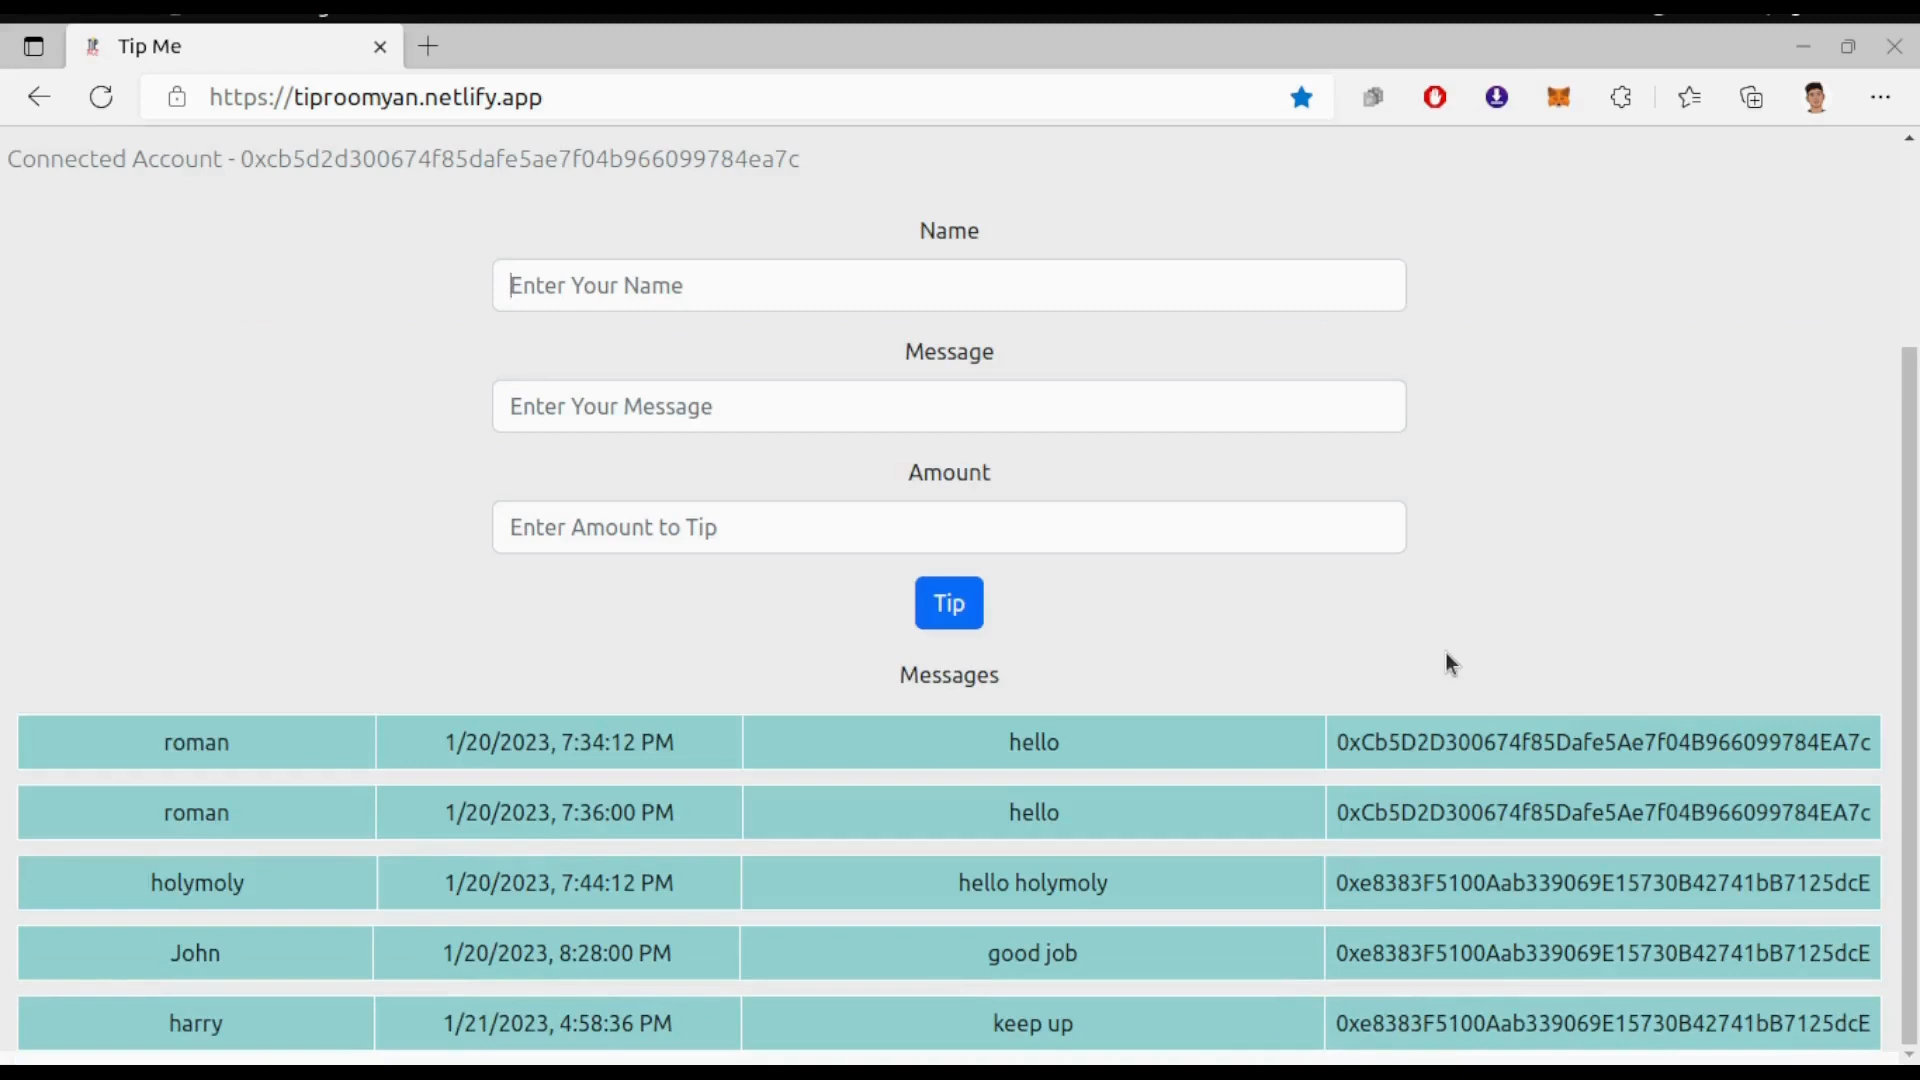 Tip Me
https://tiproomyan.netlify.app
Connected Account - 0xcb5d2d300674f85dafe5ae7f04b966099784ea7c
Name
Enter Your Name
Message
Enter Your Message
Amount
Enter Amount to Tip
Tip
Messages
roman 1/20/2023, 7:34:12 PM hello 0xCb5D2D300674f85Dafe5Ae7f04B966099784EA7c
roman 1/20/2023, 7:36:00 PM hello 0xCb5D2D300674f85Dafe5Ae7f04B966099784EA7c
holymoly 1/20/2023, 7:44:12 PM hello holymoly 0xe8383F5100Aab339069E15730B42741bB7125dcE
John 1/20/2023, 8:28:00 PM good job 0xe8383F5100Aab339069E15730B42741bB7125dcE
harry 1/21/2023, 4:58:36 PM keep up 0xe8383F5100Aab339069E15730B42741bB7125dcE